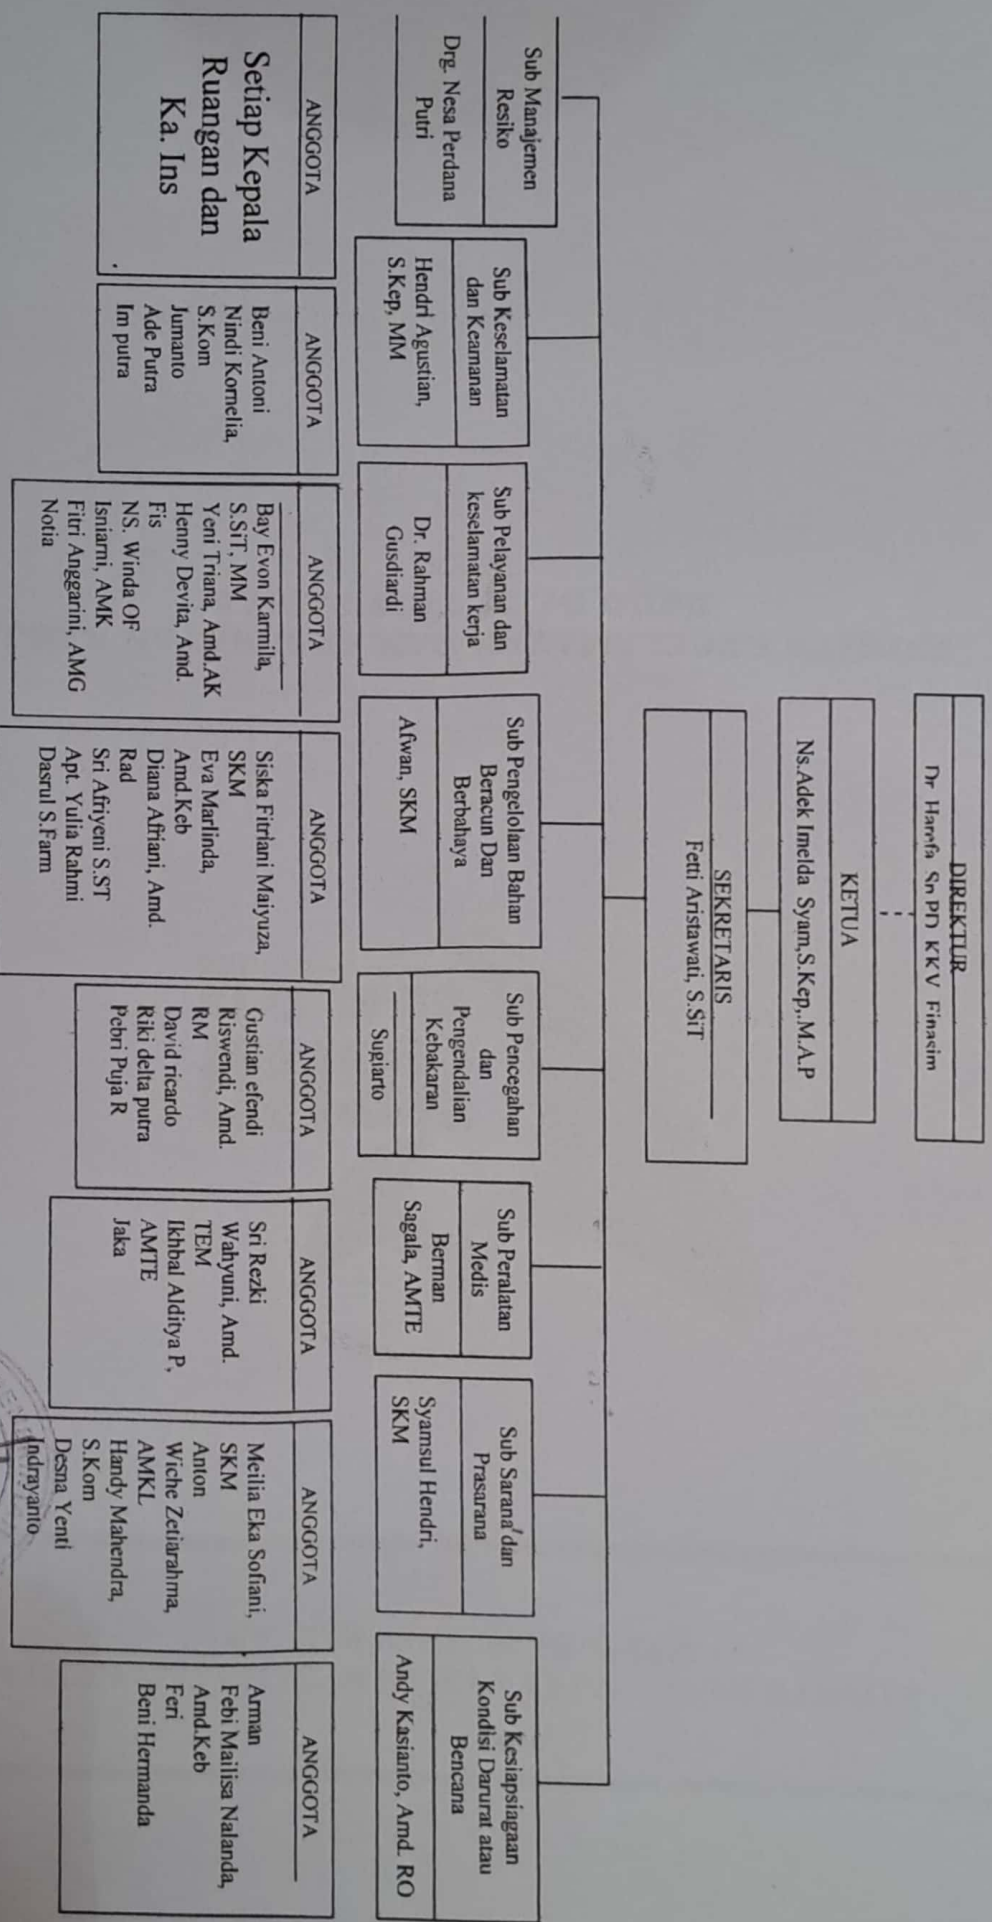 DIREKTUR
Dr Harefa SpPD KKV Finasim
KETUA
Ns.Adek Imelda Syam,S.Kep,.M.A.P
SEKRETARIS
Fetti Aristawati, S.SiT
Sub Manajemen
Resiko
Drg. Nesa Perdana
Putri
Sub Keselamatan
dan Keamanan
Hendri Agustian,
S.Kep, MM
Sub Pelayanan dan
keselamatan kerja
Dr. Rahman
Gusdiardi
Sub Pengelolaan Bahan
Beracun Dan
Berbahaya
Afwan, SKM
Sub Pencegahan
dan
Pengendalian
Kebakaran
Sugiarto
Sub Peralatan
Medis
Berman
Sagala, AMTE
Sub Sarana dan
Prasarana
Syamsul Hendri,
SKM
Sub Kesiapsiagaan
Kondisi Darurat atau
Bencana
Andy Kasianto, Amd. RO
ANGGOTA
Setiap Kepala
Ruangan dan
Ka. Ins
ANGGOTA
Beni Antoni
Nindi Kornelia,
S.Kom
Jumanto
Ade Putra
Im putra
ANGGOTA
Bay Evon Karmila,
S.SiT, MM
Yeni Triana, Amd.AK
Henny Devita, Amd.
Fis
NS. Winda OF
Isniarni, AMK
Fitri Anggarini, AMG
Notia
ANGGOTA
Siska Fitriani Maiyuza,
SKM
Eva Marlinda,
Amd.Keb
Diana Afriani, Amd.
Rad
Sri Afriyeni S.ST
Apt. Yulia Rahmi
Dasrul S.Farm
ANGGOTA
Gustian efendi
Riswendi, Amd.
RM
David ricardo
Riki delta putra
Pebri Puja R
ANGGOTA
Sri Rezki
Wahyuni, Amd.
TEM
Ikhbal Alditya P,
AMTE
Jaka
ANGGOTA
Meilia Eka Sofiani,
SKM
Anton
Wiche Zetiarahma,
AMKL
Handy Mahendra,
S.Kom
Desna Yenti
Indrayanto
ANGGOTA
Arman
Febi Mailisa Nalanda,
Amd.Keb
Feri
Beni Hermanda